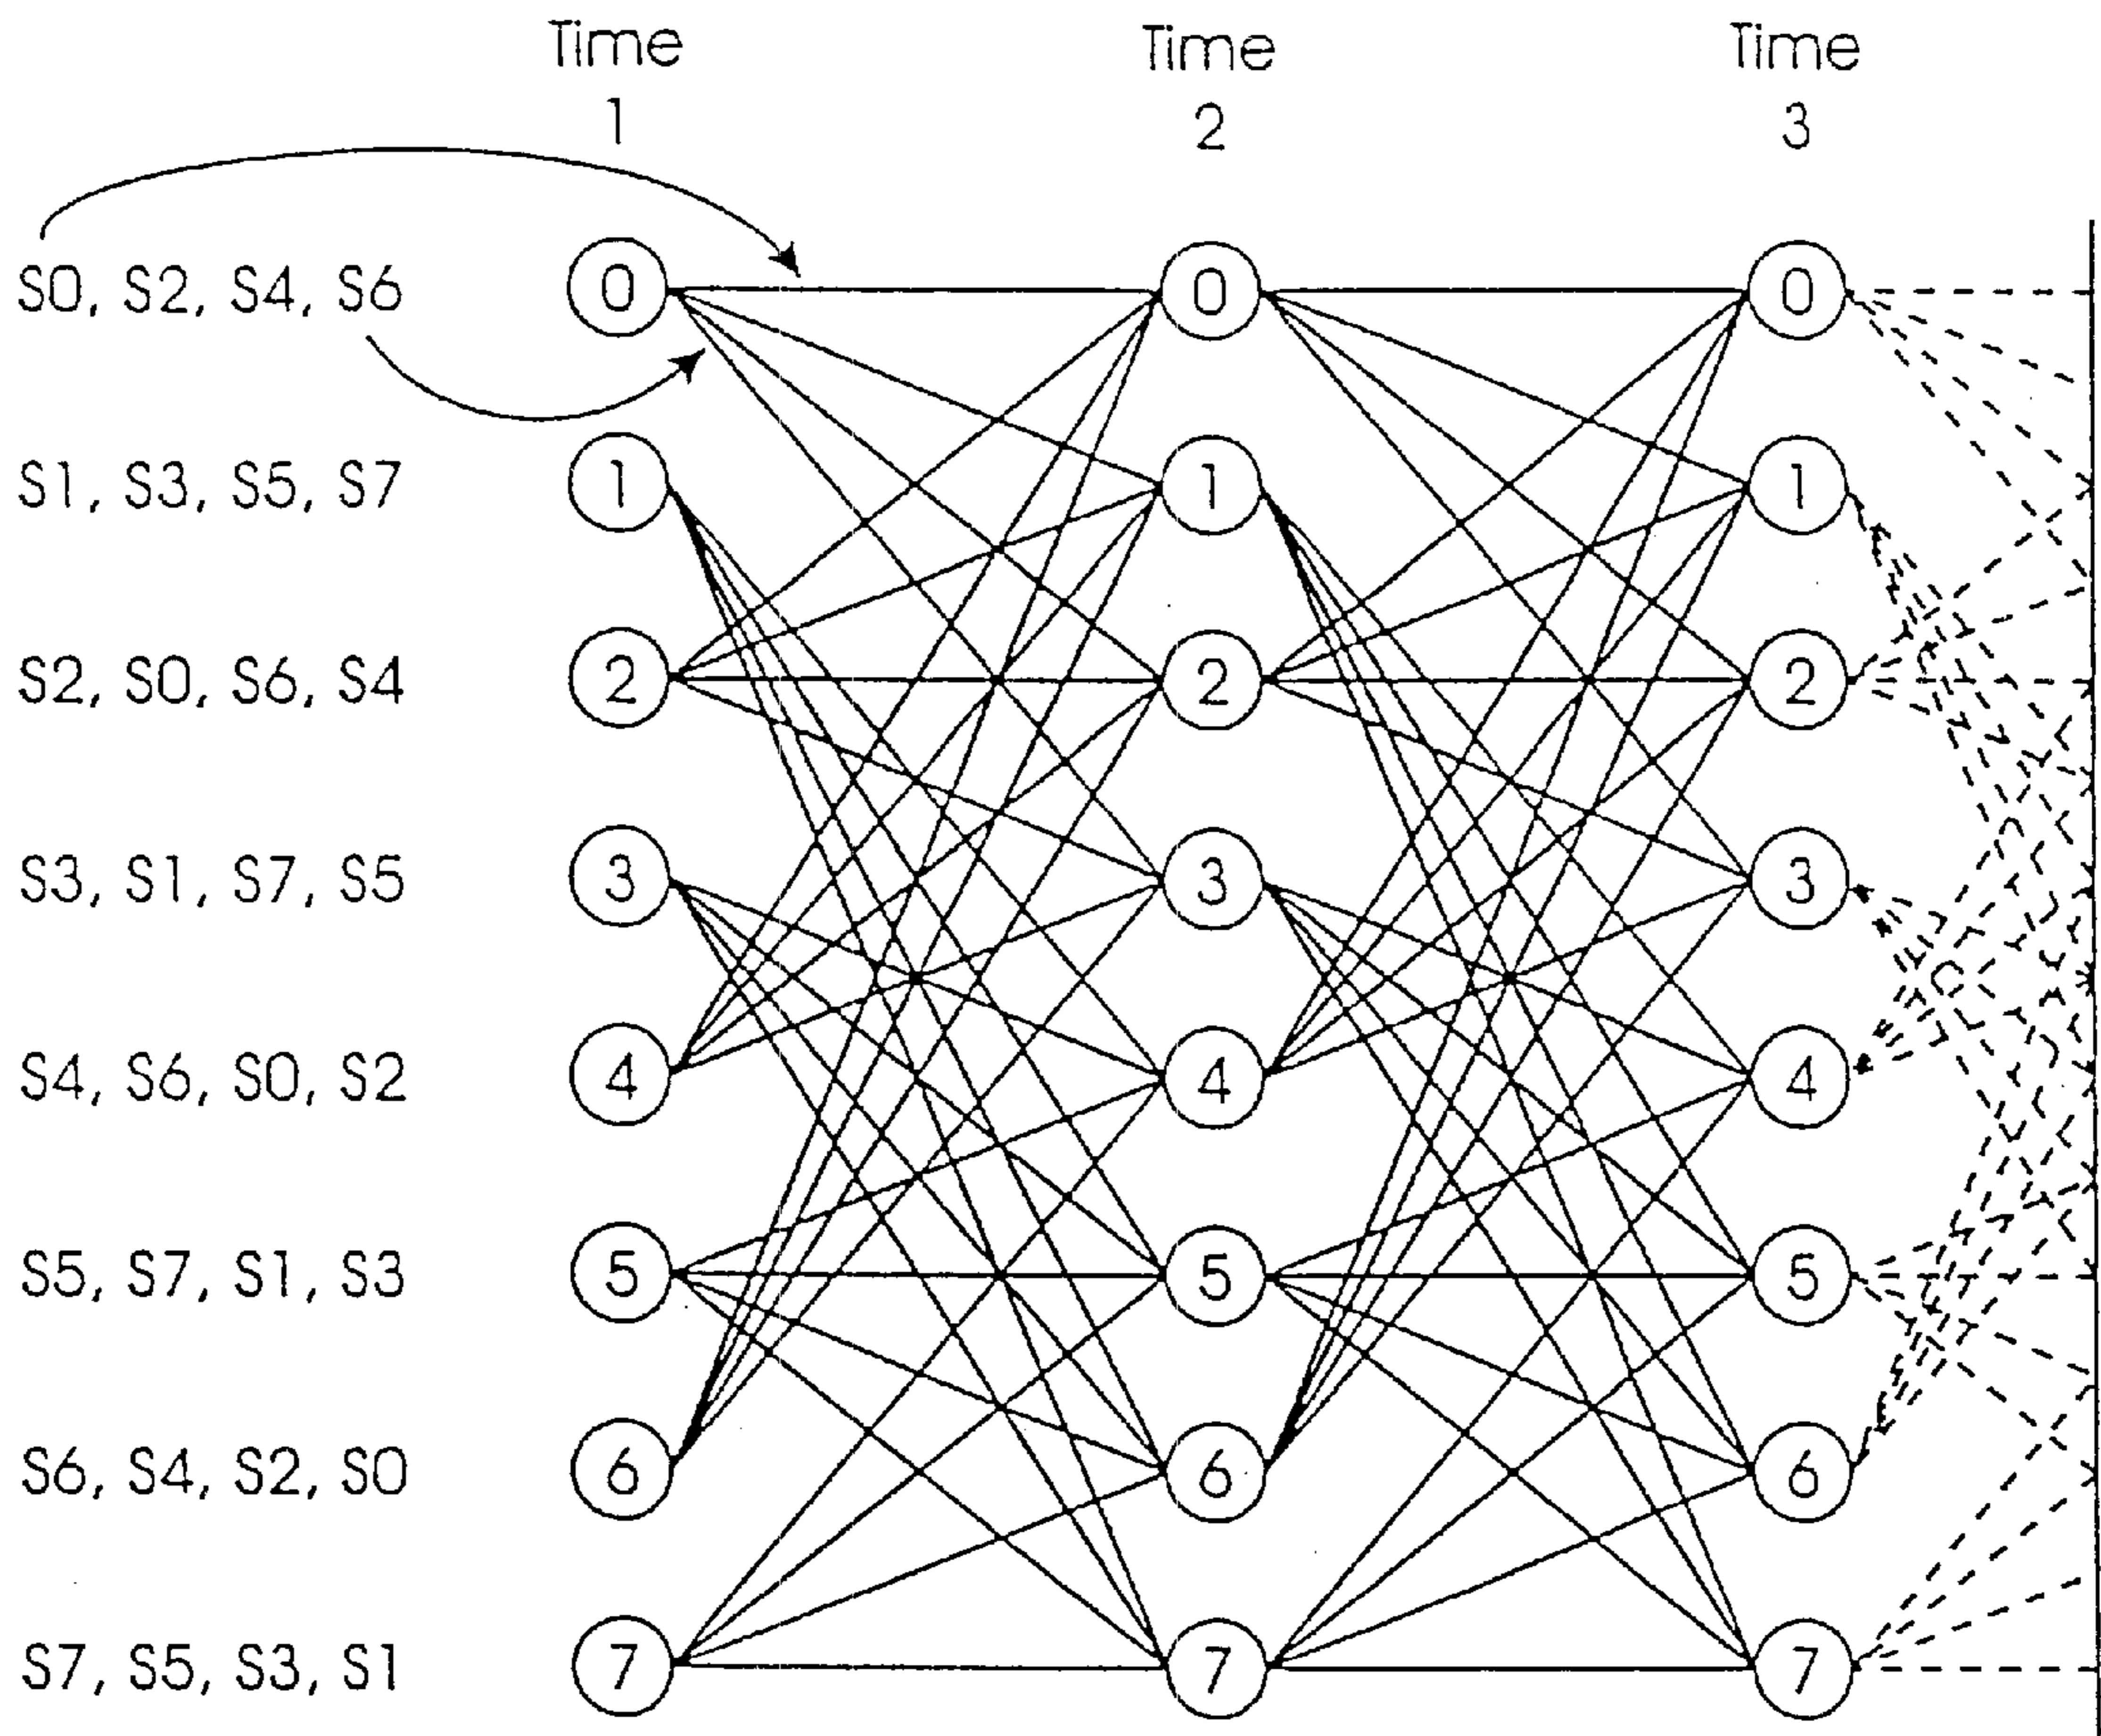 Time Time Time
1 2 3
S0, S2, S4, S6 0 0 0
S1, S3, S5, S7 1 1 1
S2, S0, S6, S4 2 2 2
S3, S1, S7, S5 3 3 3
S4, S6, S0, S2 4 4 4
S5, S7, S1, S3 5 5 5
S6, S4, S2, S0 6 6 6
S7, S5, S3, S1 7 7 7